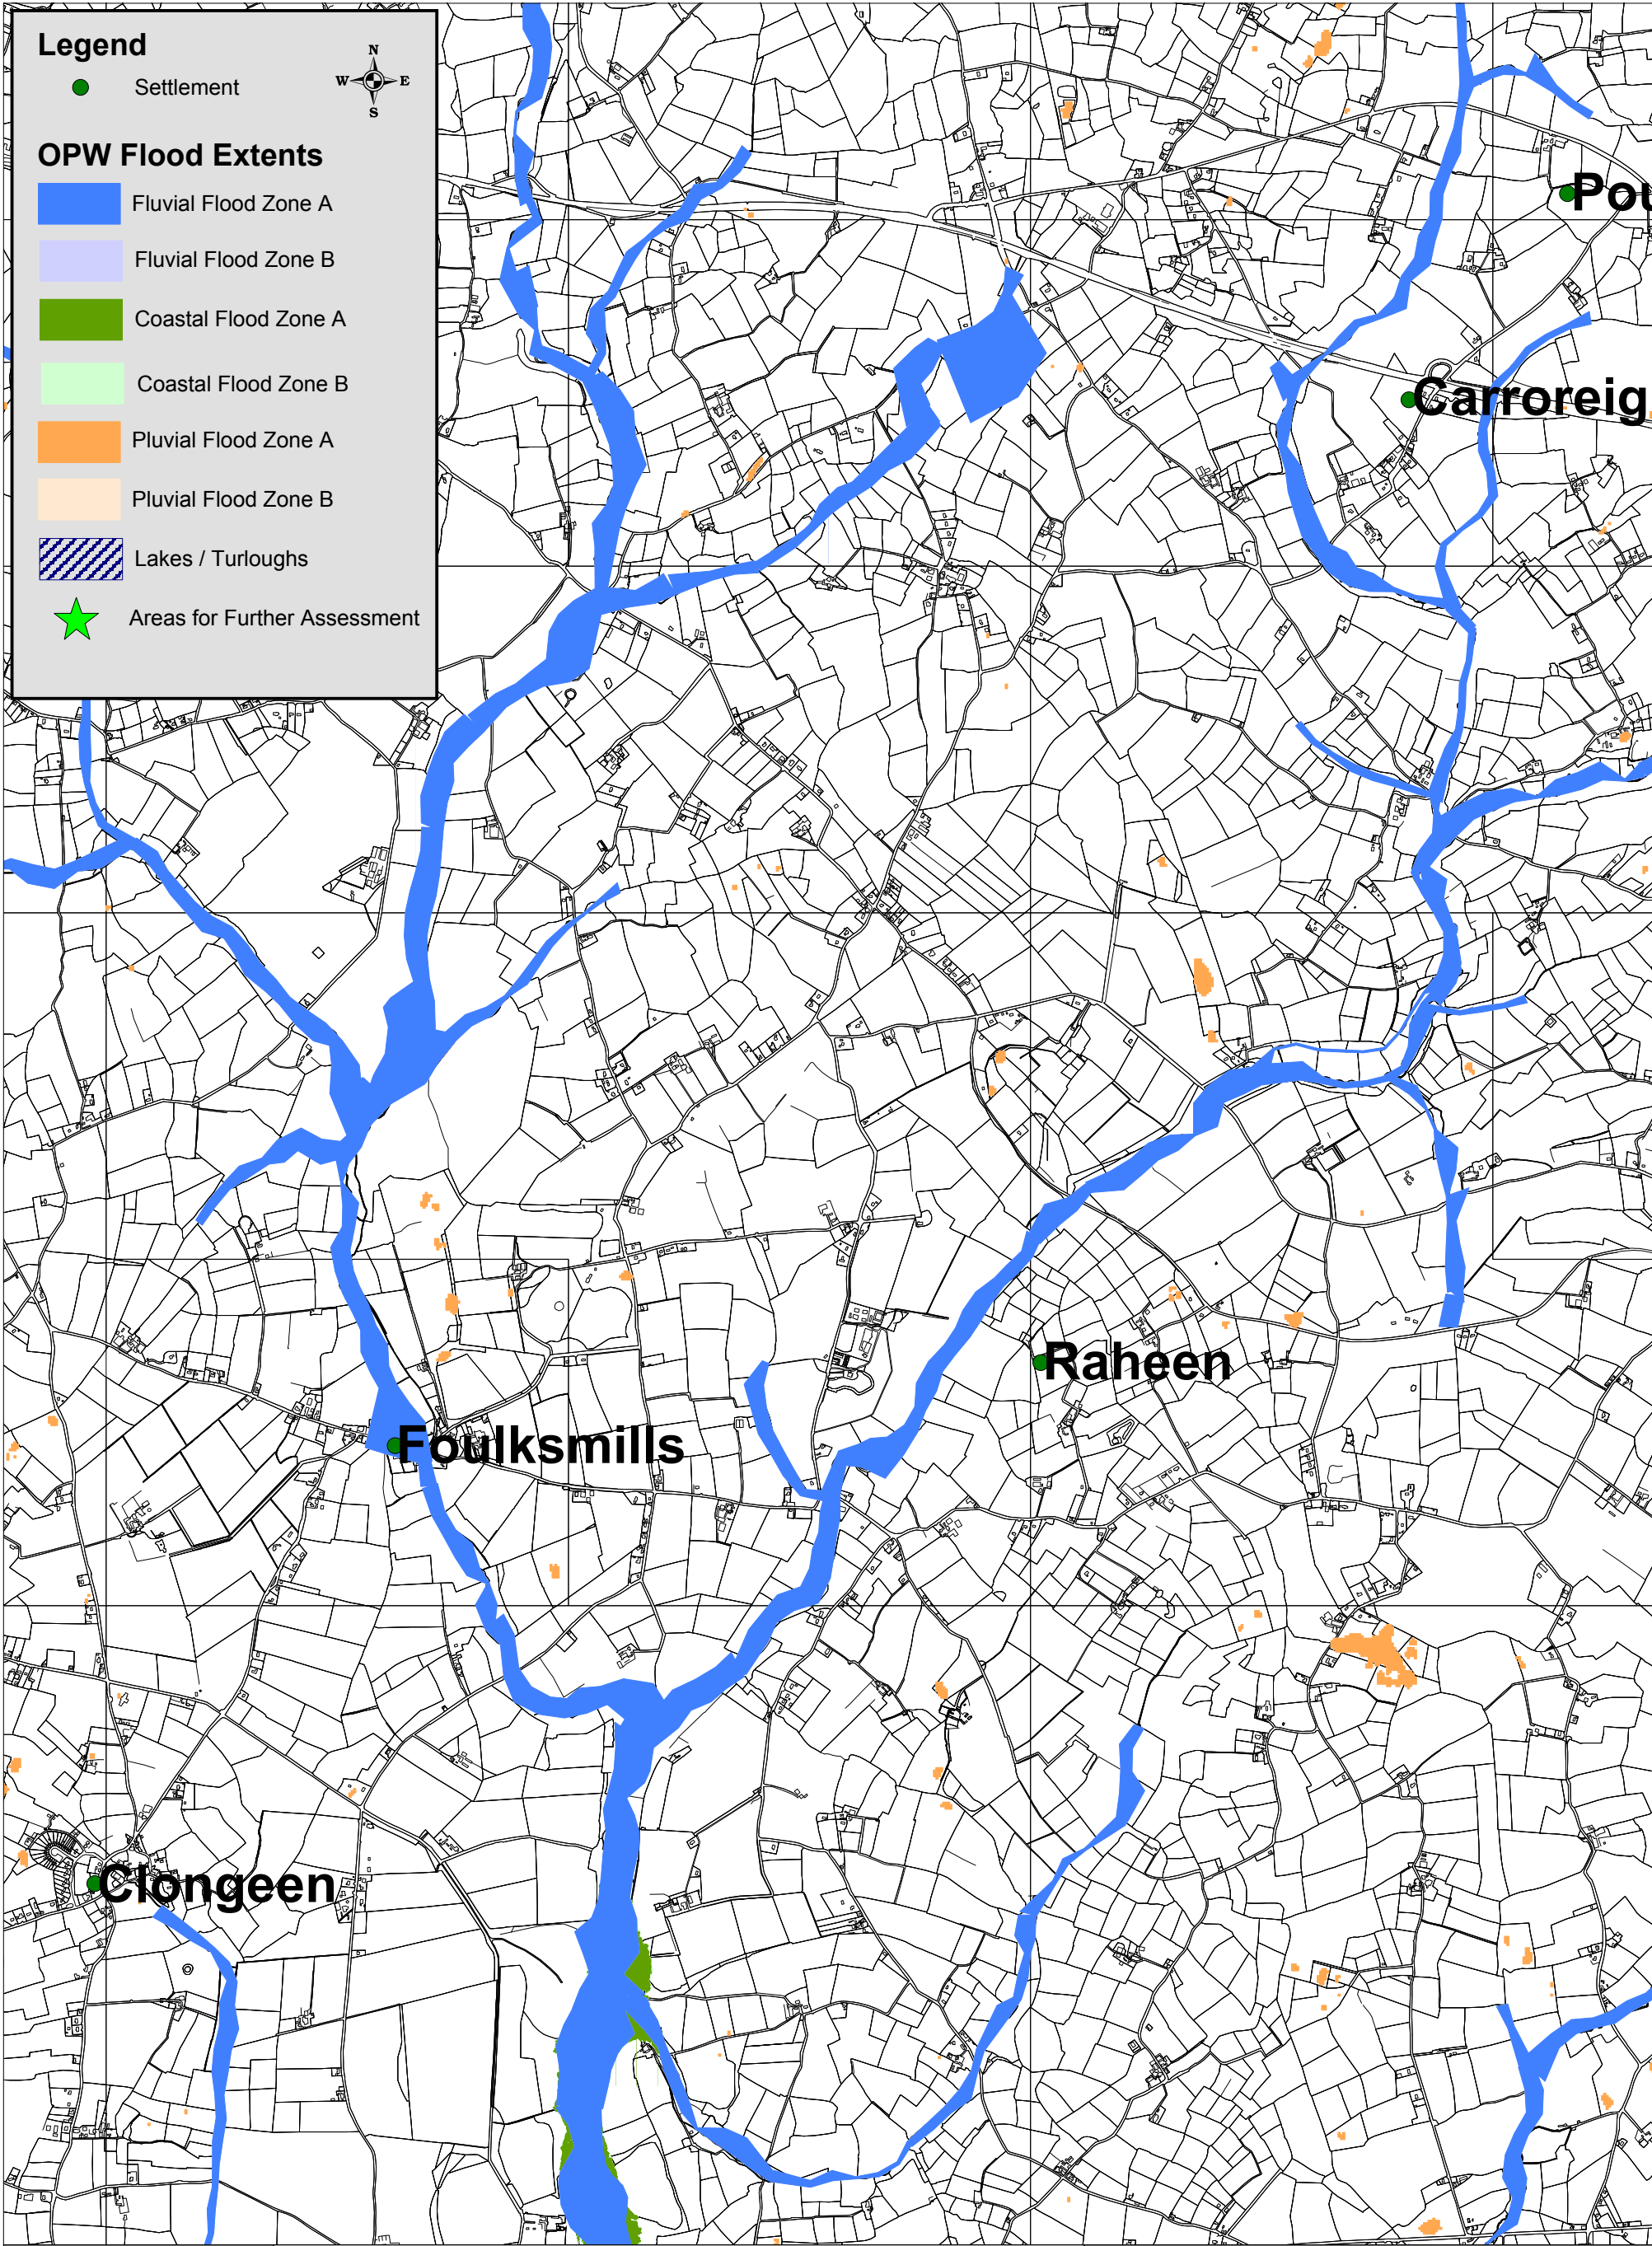 Legend
N
W E
S
Settlement
OPW Flood Extents
Fluvial Flood Zone A
Fluvial Flood Zone B
Coastal Flood Zone A
Coastal Flood Zone B
Pluvial Flood Zone A
Pluvial Flood Zone B
Lakes / Turloughs
Areas for Further Assessment
Pou
Carroreig
Raheen
Foulksmills
Clongeen